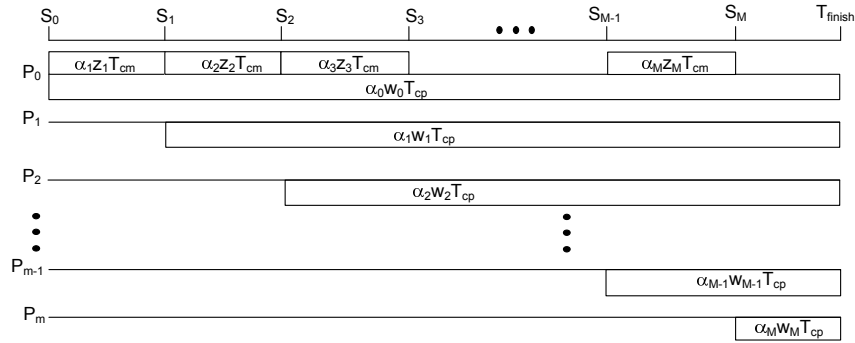 S0 S1 S2 S3 SM-1 SM Tfinish
P0 α1z1Tcm α2z2Tcm α3z3Tcm αMzMTcm
α0w0Tcp
P1
α1w1Tcp
P2
α2w2Tcp
Pm-1
αM-1wM-1Tcp
Pm
αMwMTcp